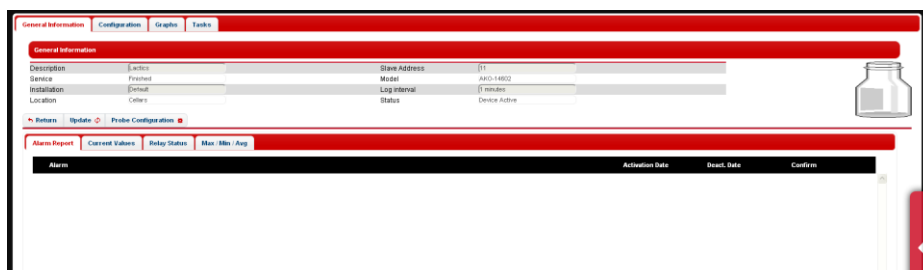 General Information Configuration Graphs Tasks
General Information
Description Lactics Slave Address 11
Service Finished Model AKO-14602
Installation Default Log interval 1 minutes
Location Cellars Status Device Active
Return Update Probe Configuration
Alarm Report Current Values Relay Status Max / Min / Avg
Alarm Activation Date Deact. Date Confirm